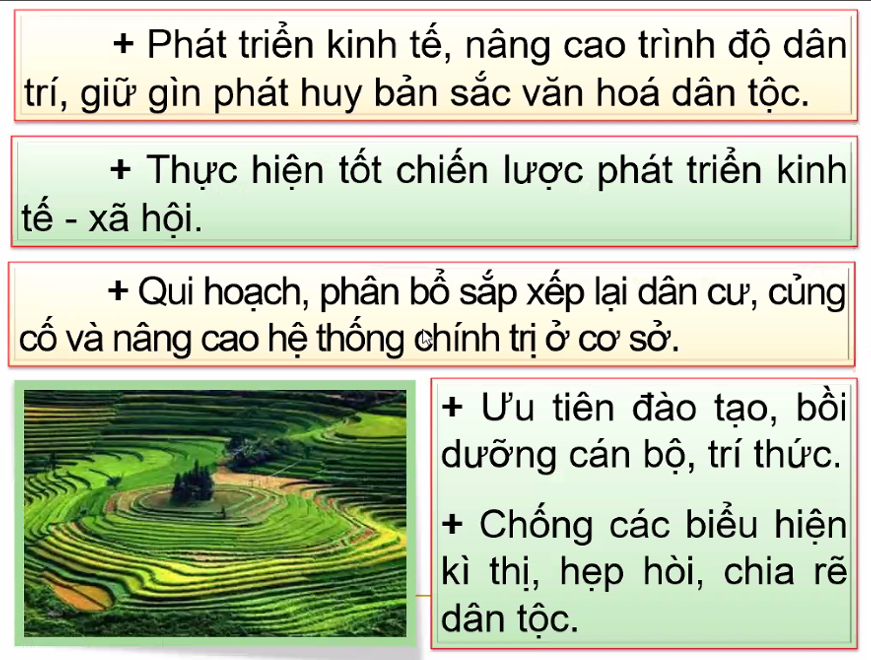 + Phát triển kinh tế, nâng cao trình độ dân
trí, giữ gìn phát huy bản sắc văn hoá dân tộc.
+ Thực hiện tốt chiến lược phát triển kinh
tế - xã hội.
+ Qui hoạch, phân bổ sắp xếp lại dân cư, củng
cố và nâng cao hệ thống chính trị ở cơ sở.
+ Ưu tiên đào tạo, bồi
dưỡng cán bộ, trí thức.
+ Chống các biểu hiện
kì thị, hẹp hòi, chia rẽ
dân tộc.